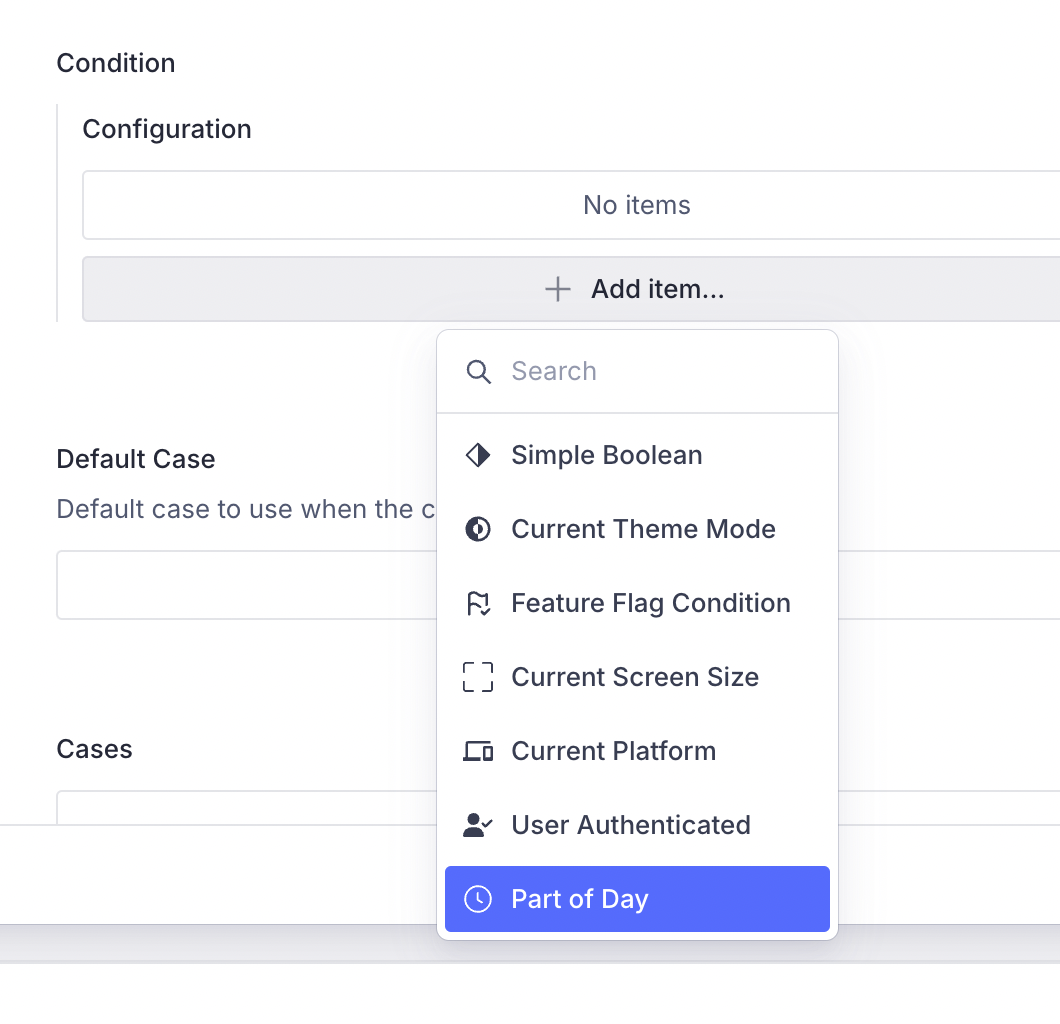 Condition
Configuration
No items
Add item...
Search
Simple Boolean
Current Theme Mode
Feature Flag Condition
Current Screen Size
Current Platform
User Authenticated
Part of Day
Default Case
Default case to use when the c
Cases